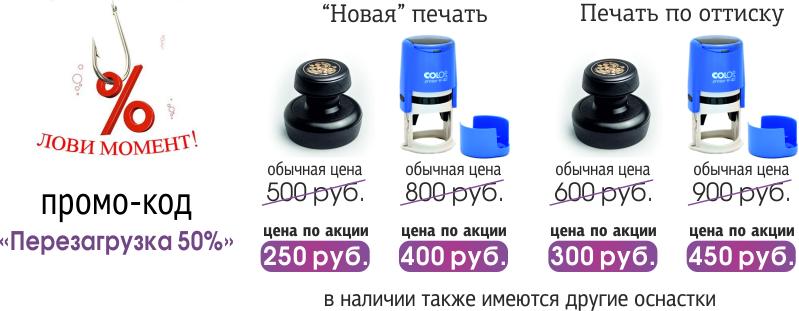 %
ЛОВИ МОМЕНТ!
промо-код
«Перезагрузка 50%»
“Новая” печать
Печать по оттиску
COLOP
COLOP
обычная цена
обычная цена
обычная цена
обычная цена
500 руб.
800 руб.
600 руб.
900 руб.
цена по акции
цена по акции
цена по акции
цена по акции
250 руб.
400 руб.
300 руб.
450 руб.
в наличии также имеются другие оснастки